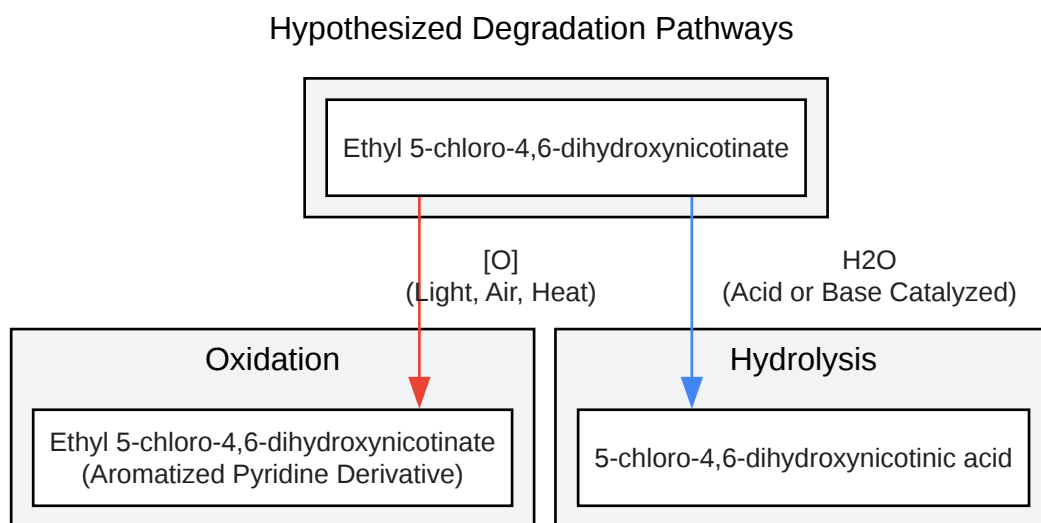 Hypothesized Degradation Pathways
Ethyl 5-chloro-4,6-dihydroxynicotinate
[O]
(Light, Air, Heat)
H2O
(Acid or Base Catalyzed)
Oxidation
Ethyl 5-chloro-4,6-dihydroxynicotinate
(Aromatized Pyridine Derivative)
Hydrolysis
5-chloro-4,6-dihydroxynicotinic acid